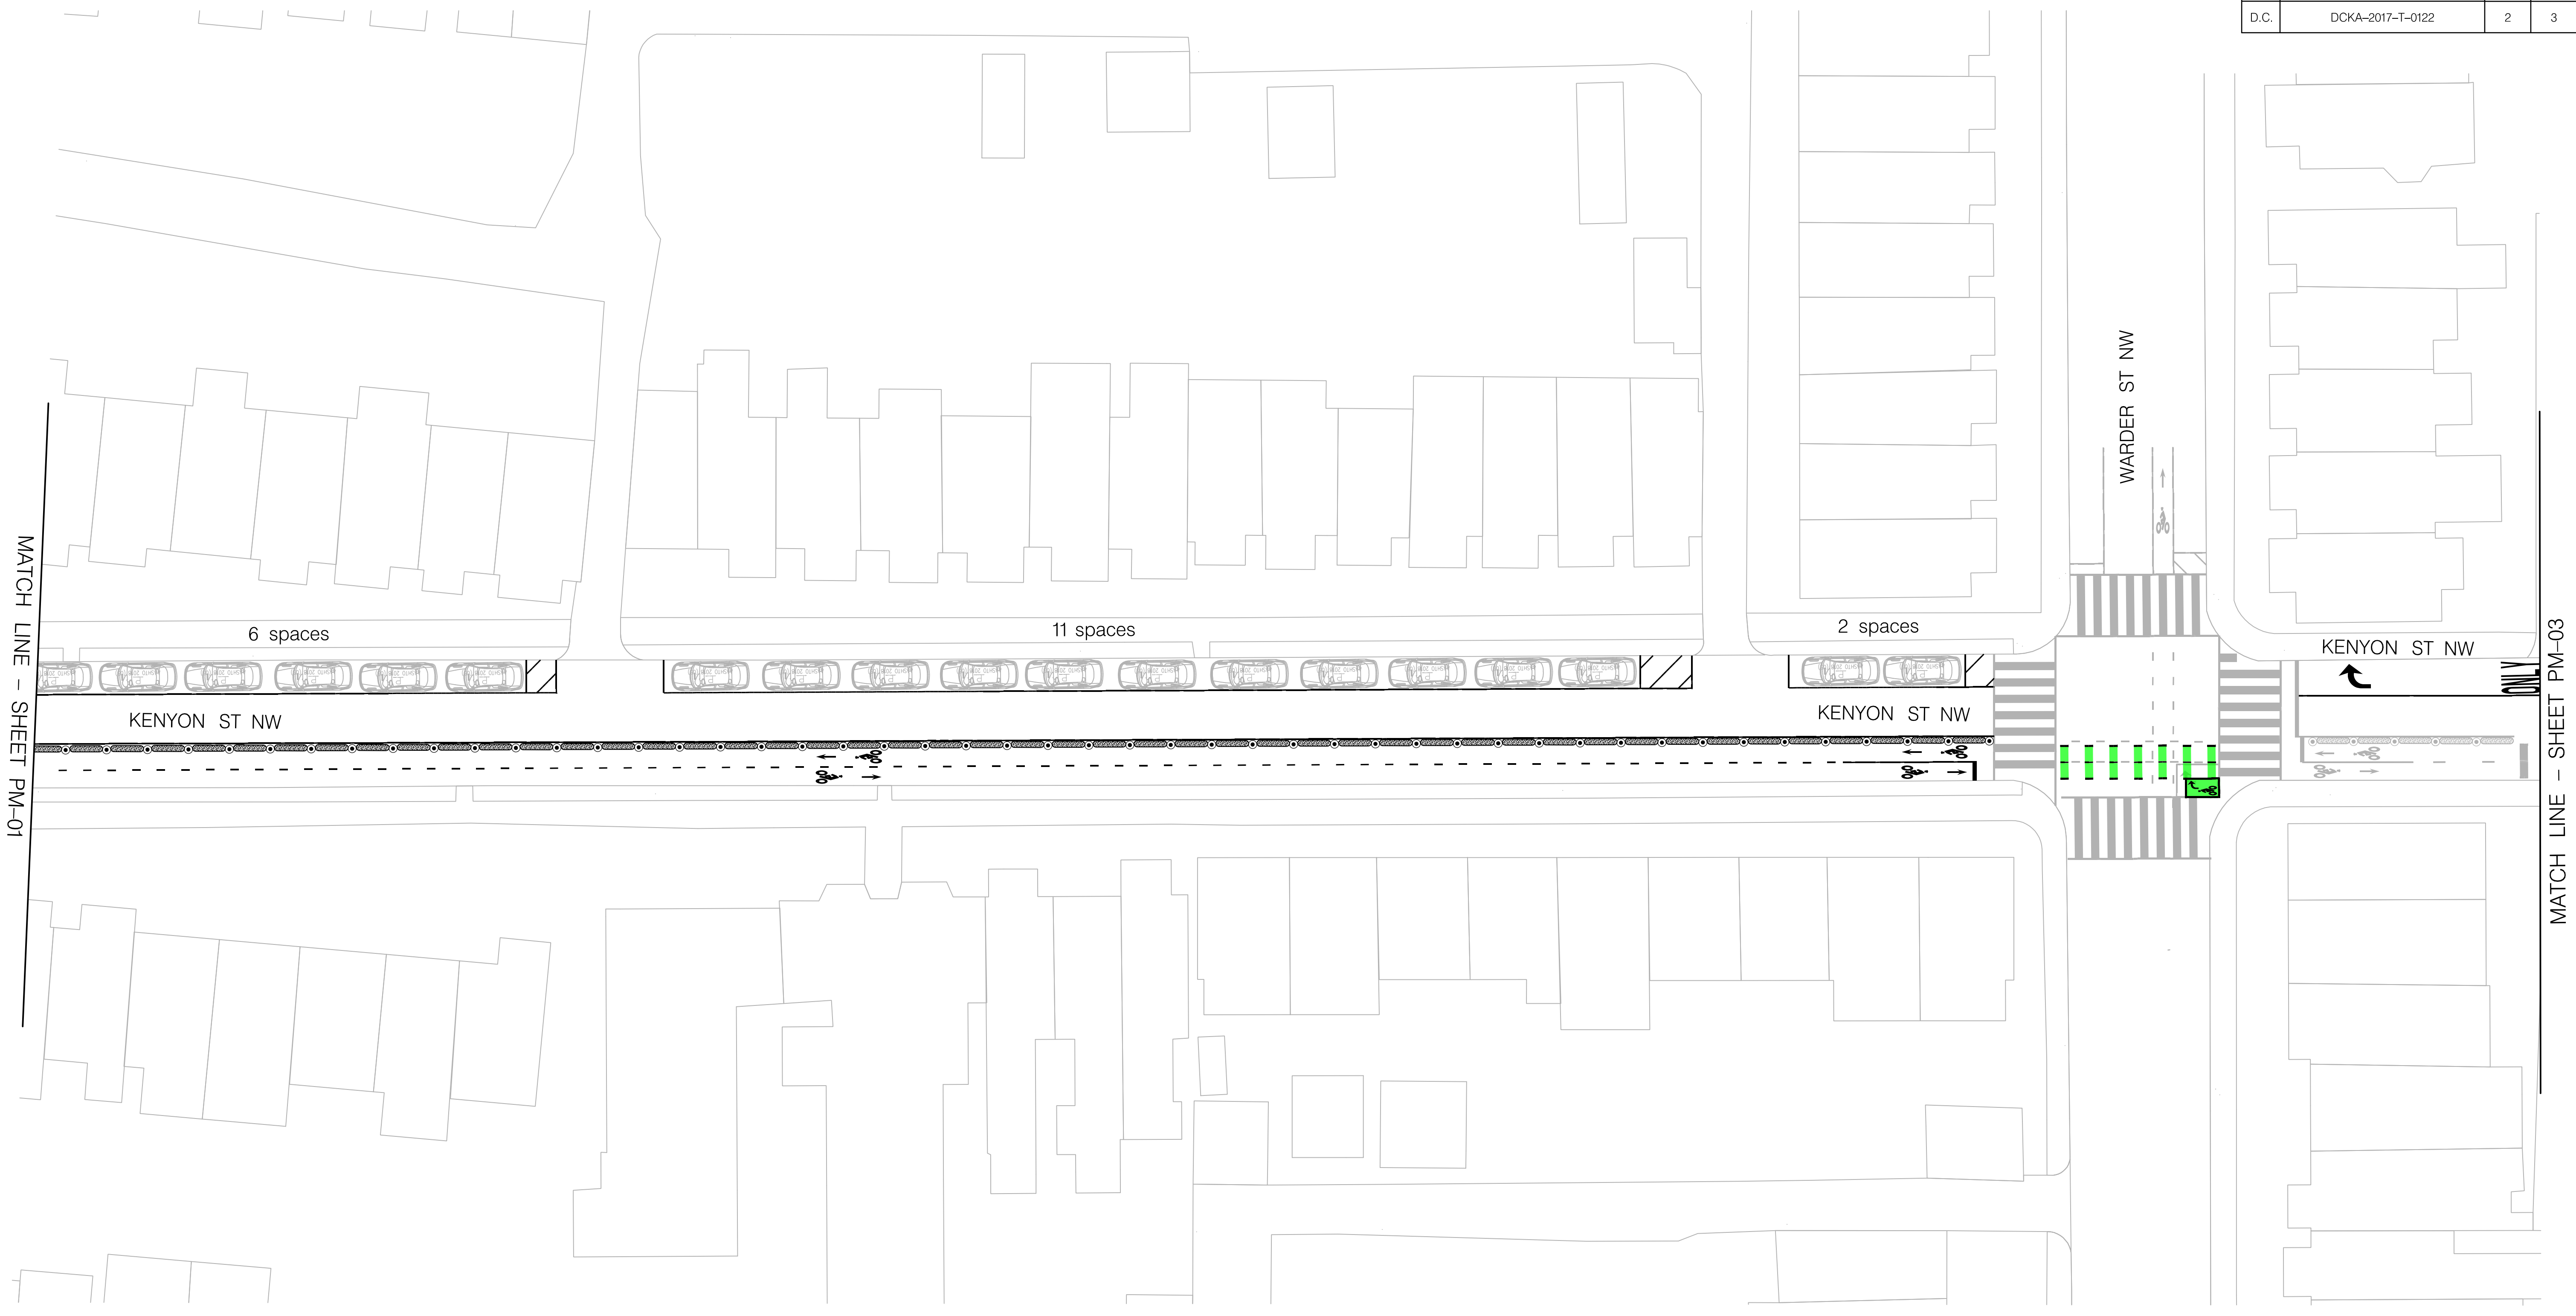 D.C. DCKA–2017–T–0122 2 3
WARDER ST NW
6 spaces
11 spaces
2 spaces
KENYON ST NW
ONLY
KENYON ST NW
KENYON ST NW
MATCH LINE – SHEET PM–01
MATCH LINE – SHEET PM–03